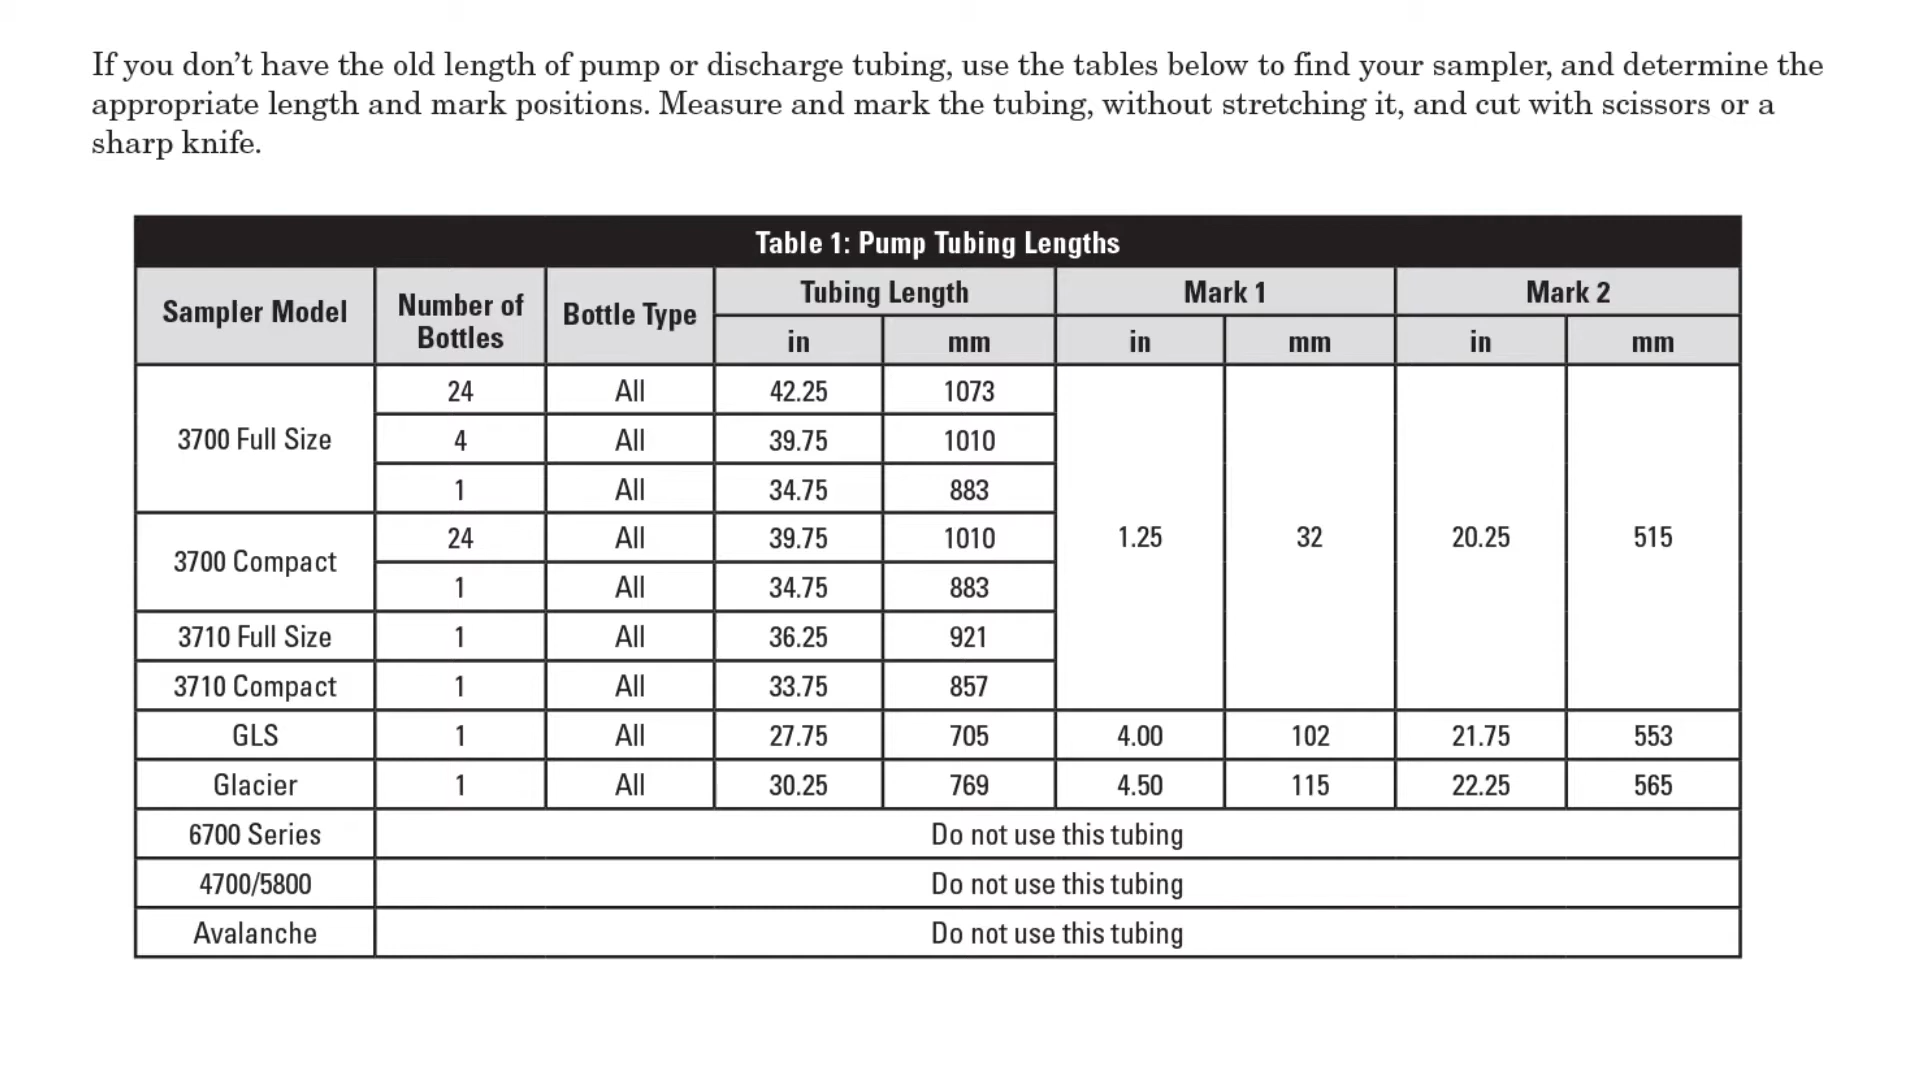 If you don’t have the old length of pump or discharge tubing, use the tables below to find your sampler, and determine the
appropriate length and mark positions. Measure and mark the tubing, without stretching it, and cut with scissors or a
sharp knife.
Table 1: Pump Tubing Lengths
Sampler Model Number of Bottles Bottle Type Tubing Length Mark 1 Mark 2
in mm in mm in mm
3700 Full Size 24 All 42.25 1073
4 All 39.75 1010
1 All 34.75 883
3700 Compact 24 All 39.75 1010 1.25 32 20.25 515
1 All 34.75 883
3710 Full Size 1 All 36.25 921
3710 Compact 1 All 33.75 857
GLS 1 All 27.75 705 4.00 102 21.75 553
Glacier 1 All 30.25 769 4.50 115 22.25 565
6700 Series Do not use this tubing
4700/5800 Do not use this tubing
Avalanche Do not use this tubing